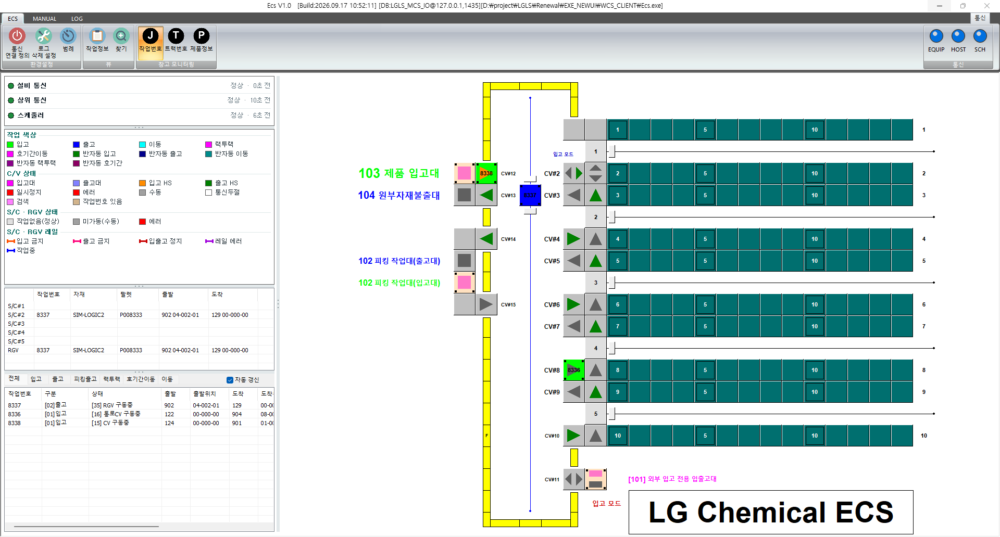 Ecs V1.0 [Build:2026.09.17 10:52:11] [DB:LGLS_MCS_IO@127.0.0.1,1435][D:₩project₩LGLS₩Renewal₩EXE_NEWUI₩WCS_CLIENT₩Ecs.exe]
ECS MANUAL LOG 통신
통신 연결 정의
로그 삭제 설정
범례
작업정보
찾기
작업번호
트랙번호
제품정보
EQUIP HOST SCH
환경설정 뷰 창고 모니터링 통신
설비 통신 정상 · 0초 전
상위 통신 정상 · 10초 전
스케줄러 정상 · 6초 전
작업 색상
입고 출고 이동 랙투랙
호기간이동 반자동 입고 반자동 출고 반자동 이동
반자동 랙투랙 반자동 호기간
C/V 상태
입고대 출고대 입고 HS 출고 HS
일시정지 에러 수동 통신두절
검색 작업번호 있음
S/C · RGV 상태
작업없음(정상) 미가동(수동) 에러
S/C · RGV 레일
입고 금지 출고 금지 입출고 정지 레일 에러
작업중
작업번호 자재 팔렛 출발 도착
S/C#1
S/C#2 8337 SIM-LOGIC2 P008333 902 04-002-01 129 00-000-00
S/C#3
S/C#4
S/C#5
RGV 8337 SIM-LOGIC2 P008333 902 04-002-01 129 00-000-00
전체 입고 출고 피킹출고 랙투랙 호기간이동 이동 자동 갱신
작업번호 구분 상태 출발 출발위치 도착 도착
8337 [02]출고 [35] RGV 구동중 902 04-002-01 129 00-0
8336 [01]입고 [16] 통로CV 구동중 122 00-000-00 904 08-0
8338 [01]입고 [15] CV 구동중 124 00-000-00 901 01-0
1 5 10 1
입고 모드 1
103 제품 입고대 8338 CV#12 CV#2 2 5 10 2
104 원부자재불출대 CV#13 8337 CV#3 3 5 10 3
2
CV#14 CV#4 4 5 10 4
102 피킹 작업대(출고대) CV#5 5 5 10 5
102 피킹 작업대(입고대) 3
CV#15 CV#6 6 5 10 6
CV#7 7 5 10 7
4
CV#8 8336 8 5 10 8
CV#9 9 5 10 9
5
F CV#10 10 5 10 10
CV#11 [101] 외부 입고 전용 입출고대
입고 모드
LG Chemical ECS